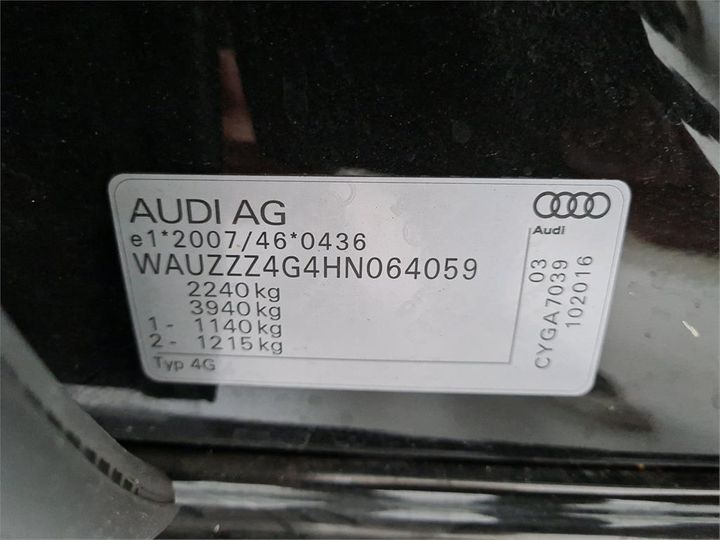 AUDI AG
e1*2007/46*0436
WAUZZZ4G4HN064059
2240 kg
3940 kg
1 - 1140 kg
2 - 1215 kg
Typ 4G
Audi
03
CYGA7039
102016